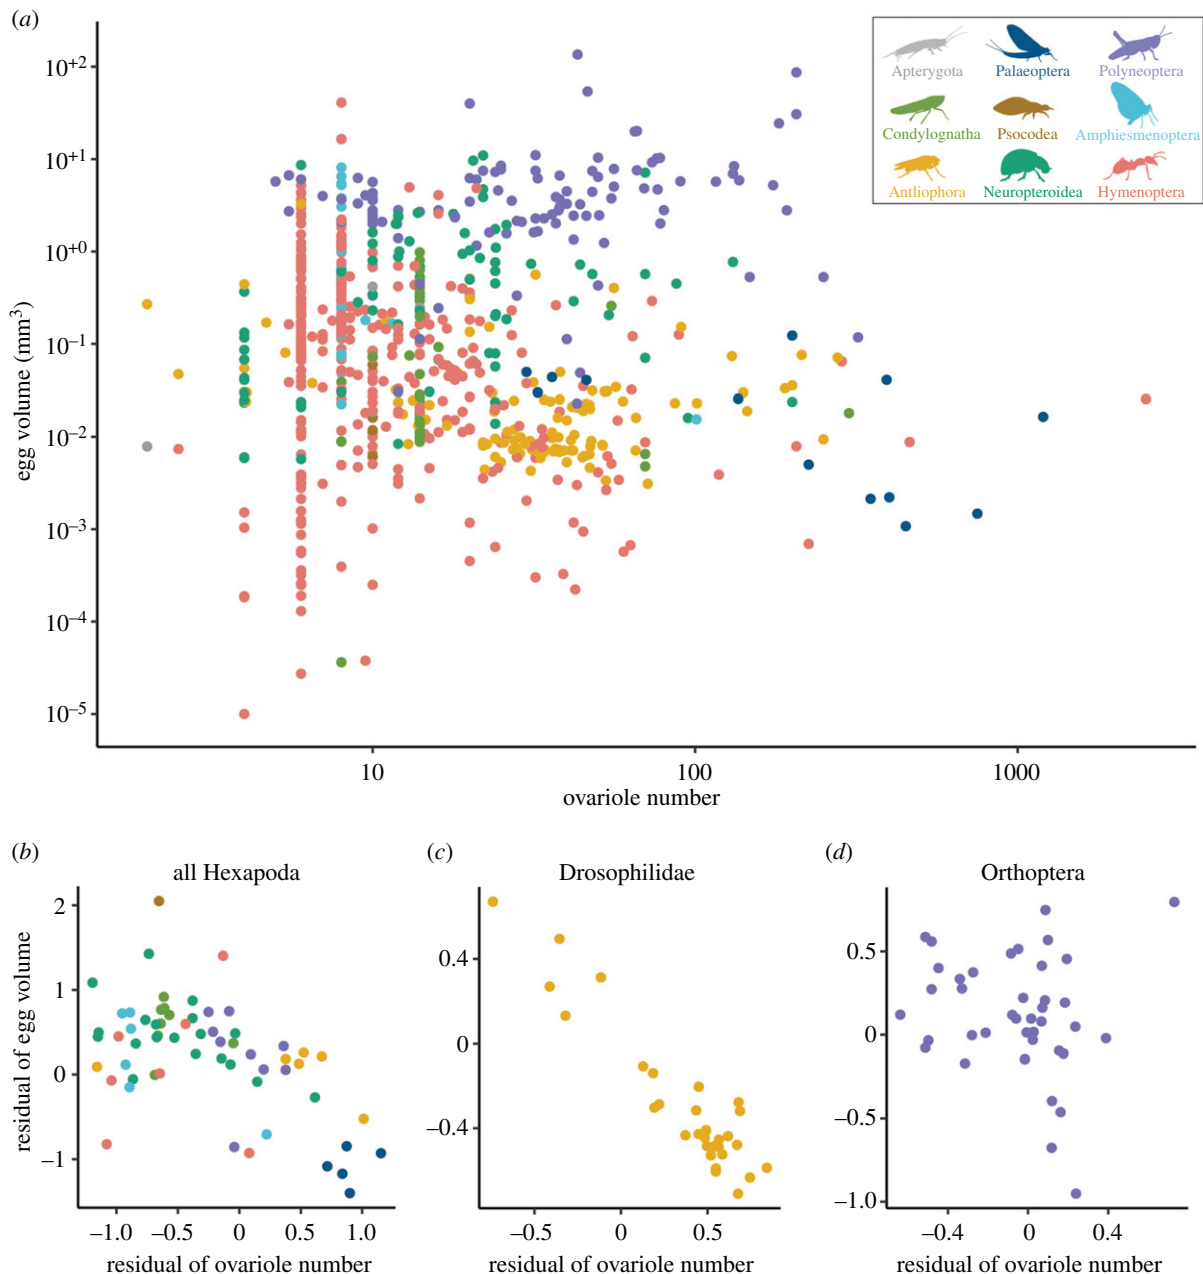 (a)
10+2
10+1
10+0
10−1
10−2
10−3
10−4
10−5
egg volume (mm3)
10 100 1000
ovariole number
Apterygota Palaeoptera Polyneoptera
Condylognatha Psocodea Amphiesmenoptera
Antliophora Neuropteroidea Hymenoptera
(b)
all Hexapoda
2
1
0
−1
residual of egg volume
−1.0 −0.5 0 0.5 1.0
residual of ovariole number
(c)
Drosophilidae
0.4
0
−0.4
−0.5 0 0.5
residual of ovariole number
(d)
Orthoptera
0.5
0
−0.5
−1.0
−0.4 0 0.4
residual of ovariole number